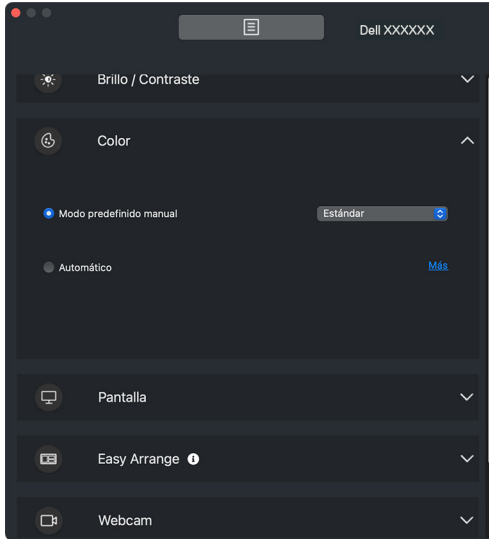 Dell XXXXXX
Brillo / Contraste
Color
Modo predefinido manual
Estándar
Automático
Más
Pantalla
Easy Arrange
Webcam